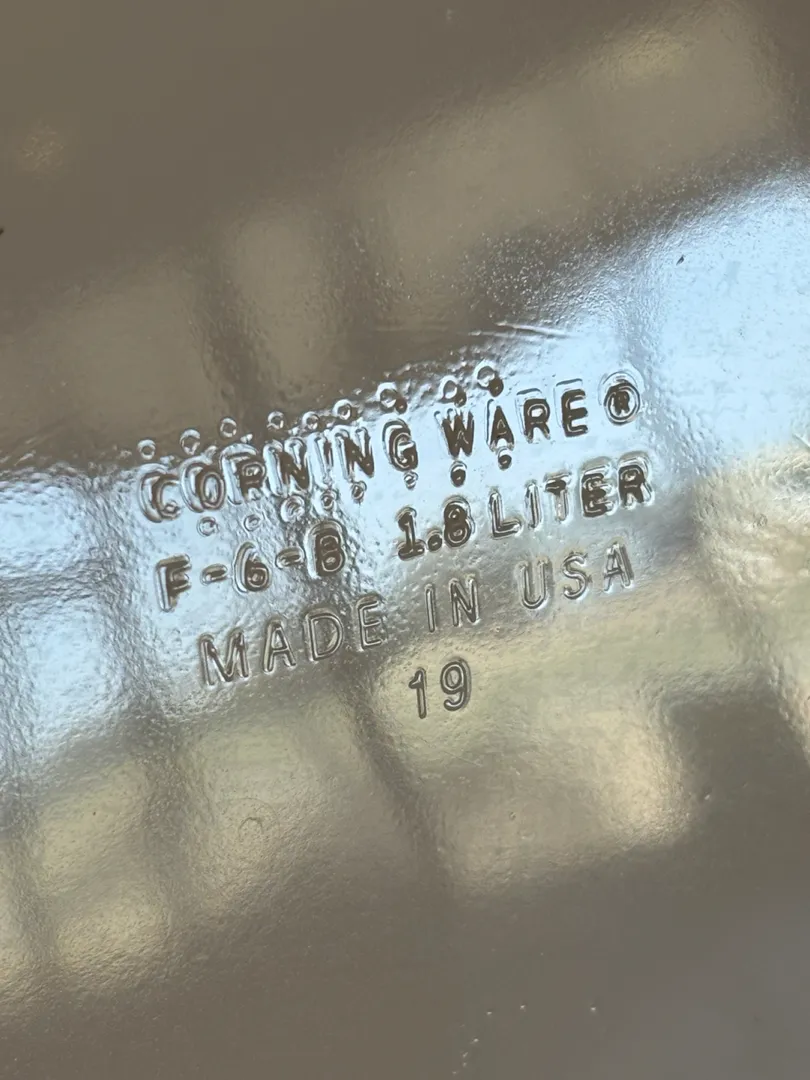 CORNING WARE®
F-6-B 1.8 LITER
MADE IN USA
19